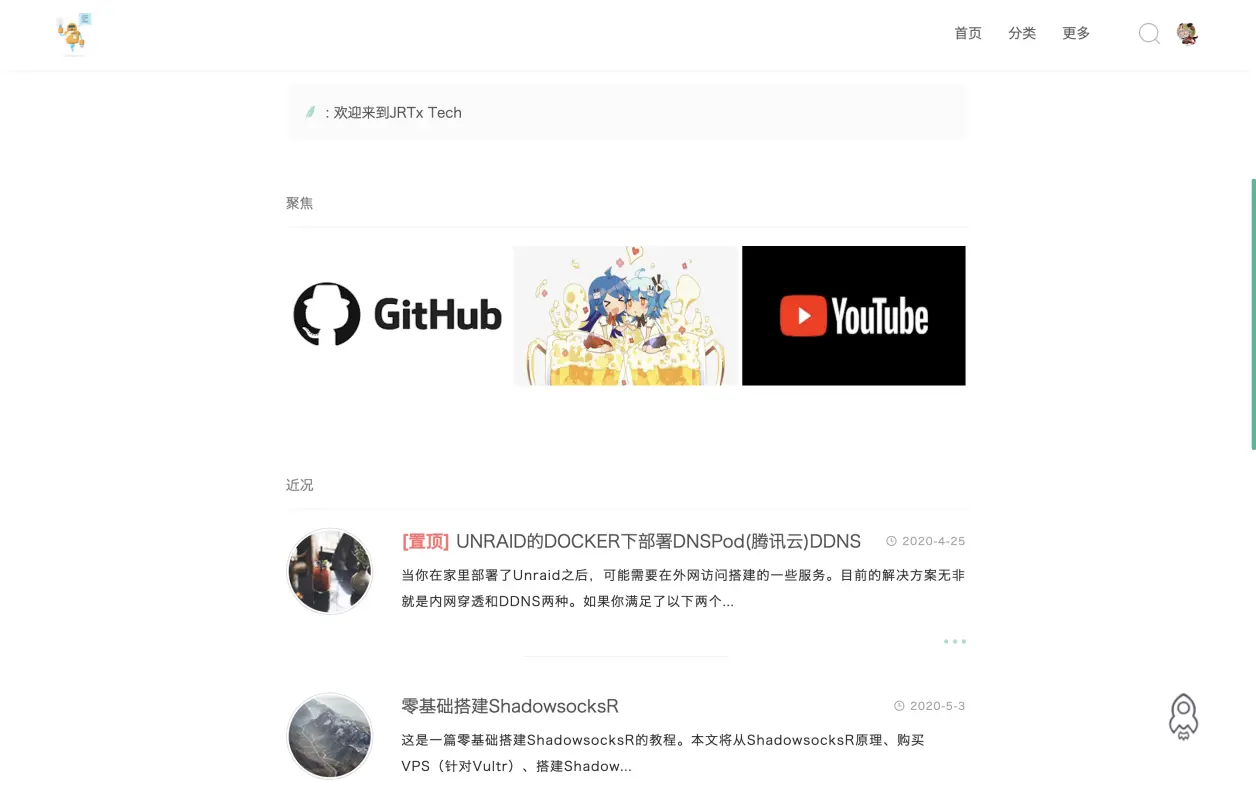 首页 分类 更多
: 欢迎来到JRTx Tech
聚焦
GitHub
YouTube
近况
[置顶] UNRAID的DOCKER下部署DNSPod(腾讯云)DDNS 2020-4-25
当你在家里部署了Unraid之后，可能需要在外网访问搭建的一些服务。目前的解决方案无非
就是内网穿透和DDNS两种。如果你满足了以下两个...
零基础搭建ShadowsocksR 2020-5-3
这是一篇零基础搭建ShadowsocksR的教程。本文将从ShadowsocksR原理、购买
VPS（针对Vultr）、搭建Shadow...